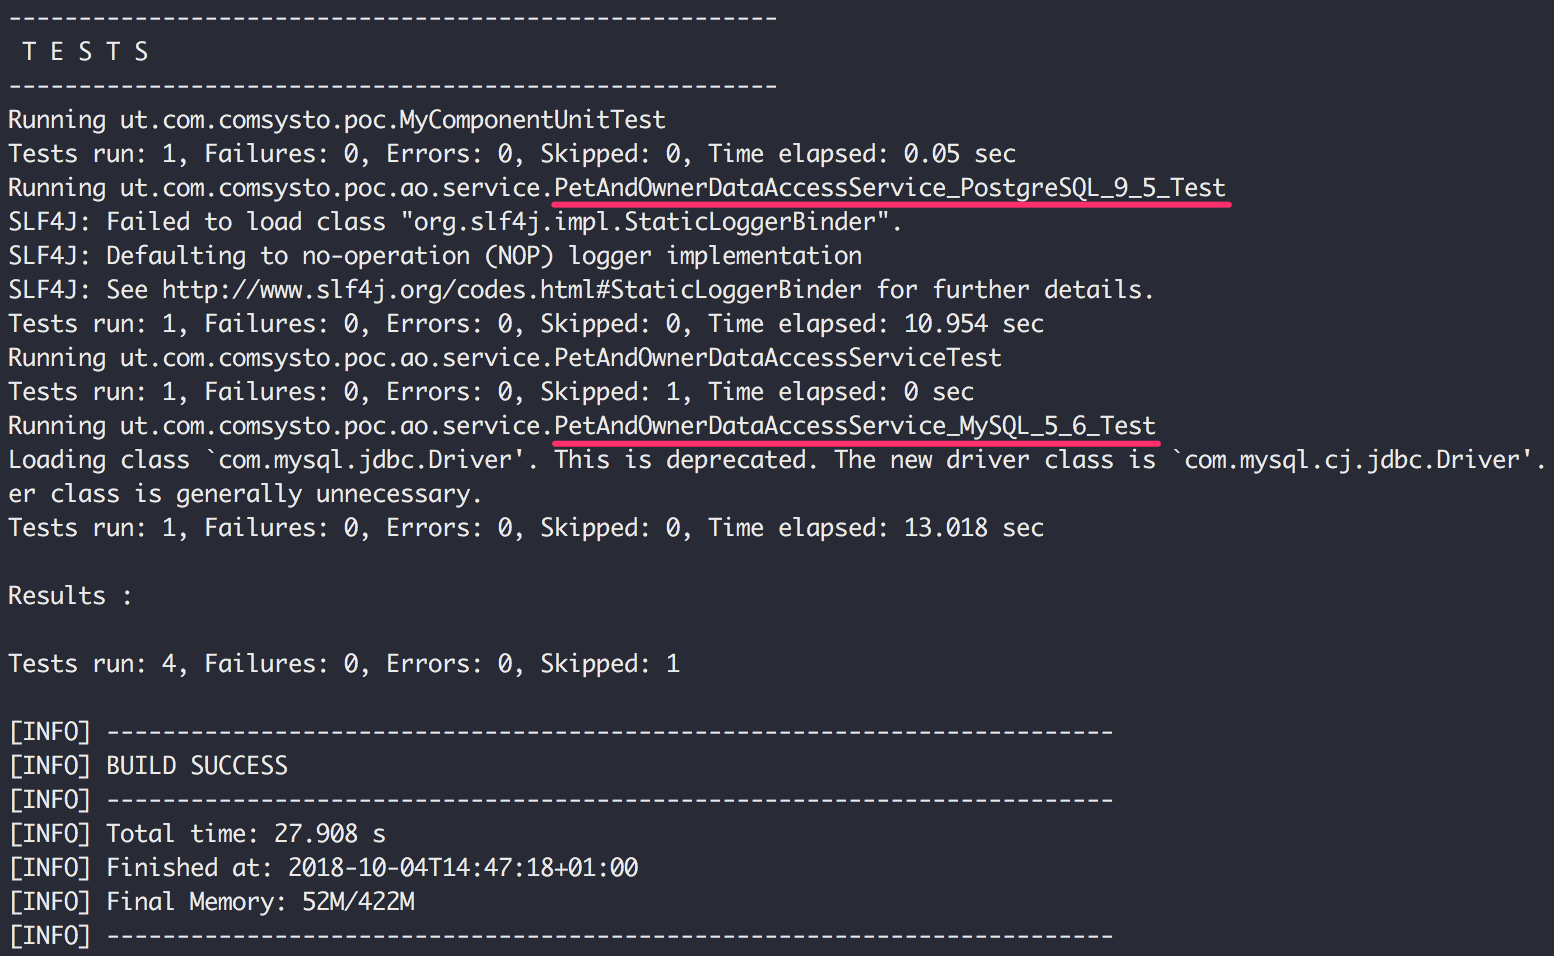 -------------------------------------------------------
 T E S T S
-------------------------------------------------------
Running ut.com.comsysto.poc.MyComponentUnitTest
Tests run: 1, Failures: 0, Errors: 0, Skipped: 0, Time elapsed: 0.05 sec
Running ut.com.comsysto.poc.ao.service.PetAndOwnerDataAccessService_PostgreSQL_9_5_Test
SLF4J: Failed to load class "org.slf4j.impl.StaticLoggerBinder".
SLF4J: Defaulting to no-operation (NOP) logger implementation
SLF4J: See http://www.slf4j.org/codes.html#StaticLoggerBinder for further details.
Tests run: 1, Failures: 0, Errors: 0, Skipped: 0, Time elapsed: 10.954 sec
Running ut.com.comsysto.poc.ao.service.PetAndOwnerDataAccessServiceTest
Tests run: 1, Failures: 0, Errors: 0, Skipped: 1, Time elapsed: 0 sec
Running ut.com.comsysto.poc.ao.service.PetAndOwnerDataAccessService_MySQL_5_6_Test
Loading class `com.mysql.jdbc.Driver'. This is deprecated. The new driver class is `com.mysql.cj.jdbc.Driver'.
er class is generally unnecessary.
Tests run: 1, Failures: 0, Errors: 0, Skipped: 0, Time elapsed: 13.018 sec

Results :

Tests run: 4, Failures: 0, Errors: 0, Skipped: 1

[INFO] ------------------------------------------------------------------------
[INFO] BUILD SUCCESS
[INFO] ------------------------------------------------------------------------
[INFO] Total time: 27.908 s
[INFO] Finished at: 2018-10-04T14:47:18+01:00
[INFO] Final Memory: 52M/422M
[INFO] ------------------------------------------------------------------------